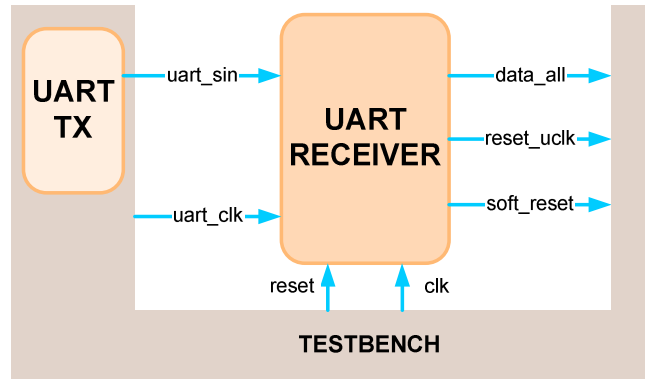 UART
TX
uart_sin
uart_clk
UART
RECEIVER
data_all
reset_uclk
soft_reset
reset
clk
TESTBENCH